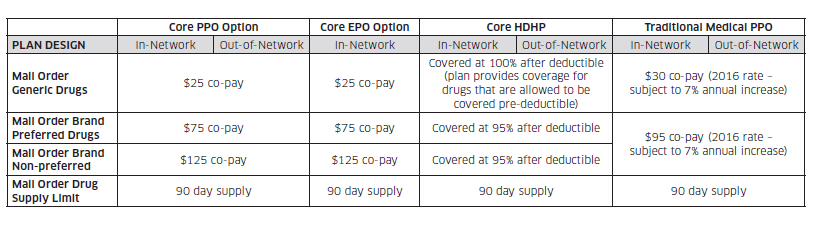 Core PPO Option Core EPO Option Core HDHP Traditional Medical PPO
PLAN DESIGN In-Network Out-of-Network In-Network In-Network Out-of-Network In-Network Out-of-Network
Mail Order
Generic Drugs
$25 co-pay
$25 co-pay
Covered at 100% after deductible
(plan provides coverage for
drugs that are allowed to be
covered pre-deductible)
$30 co-pay (2016 rate –
subject to 7% annual increase)
Mail Order Brand
Preferred Drugs
$75 co-pay
$75 co-pay
Covered at 95% after deductible
$95 co-pay (2016 rate –
subject to 7% annual increase)
Mail Order Brand
Non-preferred
$125 co-pay
$125 co-pay
Covered at 95% after deductible
Mail Order Drug
Supply Limit
90 day supply
90 day supply
90 day supply
90 day supply